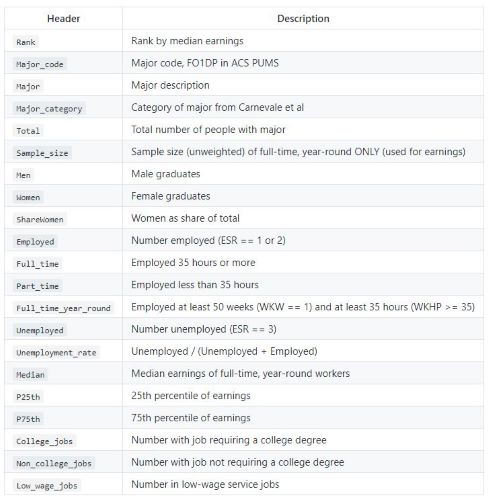 Header Description
Rank Rank by median earnings
Major_code Major code, FO1DP in ACS PUMS
Major Major description
Major_category Category of major from Carnevale et al
Total Total number of people with major
Sample_size Sample size (unweighted) of full-time, year-round ONLY (used for earnings)
Men Male graduates
Women Female graduates
ShareWomen Women as share of total
Employed Number employed (ESR == 1 or 2)
Full_time Employed 35 hours or more
Part_time Employed less than 35 hours
Full_time_year_round Employed at least 50 weeks (WKW == 1) and at least 35 hours (WKHP >= 35)
Unemployed Number unemployed (ESR == 3)
Unemployment_rate Unemployed / (Unemployed + Employed)
Median Median earnings of full-time, year-round workers
P25th 25th percentile of earnings
P75th 75th percentile of earnings
College_jobs Number with job requiring a college degree
Non_college_jobs Number with job not requiring a college degree
Low_wage_jobs Number in low-wage service jobs